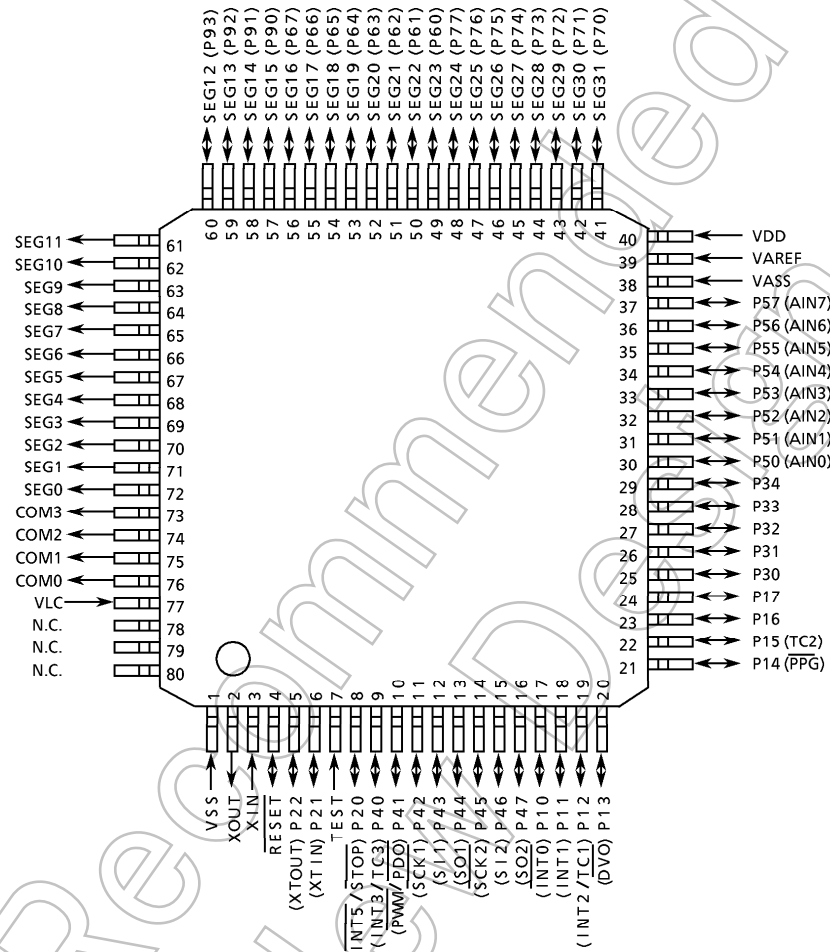 SEG12 (P93)
SEG13 (P92)
SEG14 (P91)
SEG15 (P90)
SEG16 (P67)
SEG17 (P66)
SEG18 (P65)
SEG19 (P64)
SEG20 (P63)
SEG21 (P62)
SEG22 (P61)
SEG23 (P60)
SEG24 (P77)
SEG25 (P76)
SEG26 (P75)
SEG27 (P74)
SEG28 (P73)
SEG29 (P72)
SEG30 (P71)
SEG31 (P70)
60
59
58
57
56
55
54
53
52
51
50
49
48
47
46
45
44
43
42
41
SEG11 61
SEG10 62
SEG9 63
SEG8 64
SEG7 65
SEG6 66
SEG5 67
SEG4 68
SEG3 69
SEG2 70
SEG1 71
SEG0 72
COM3 73
COM2 74
COM1 75
COM0 76
VLC 77
N.C. 78
N.C. 79
N.C. 80
40 VDD
39 VAREF
38 VASS
37 P57 (AIN7)
36 P56 (AIN6)
35 P55 (AIN5)
34 P54 (AIN4)
33 P53 (AIN3)
32 P52 (AIN2)
31 P51 (AIN1)
30 P50 (AIN0)
29 P34
28 P33
27 P32
26 P31
25 P30
24 P17
23 P16
22 P15 (TC2)
21 P14 (PPG)
1
2
3
4
5
6
7
8
9
10
11
12
13
14
15
16
17
18
19
20
VSS
XOUT
XIN
RESET
(XTOUT) P22
(XTIN) P21
TEST
INT5/STOP) P20
(INT3/TC3) P40
(PWM/PDO) P41
(SCK1) P42
(SI1) P43
(SO1) P44
(SCK2) P45
(SI2) P46
(SO2) P47
(INT0) P10
(INT1) P11
(INT2/TC1) P12
(DVO) P13
Recommended
Design